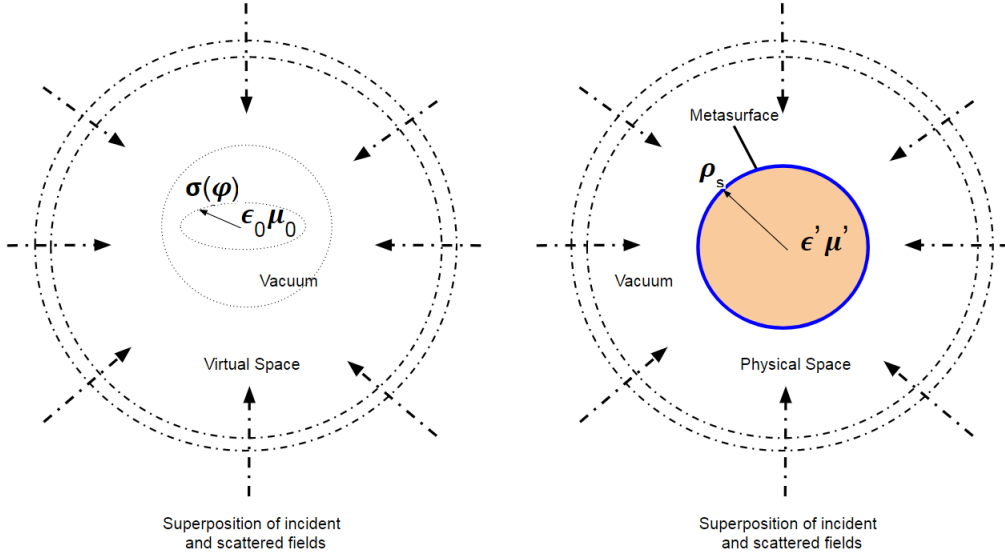 σ(φ)
ϵ₀μ₀
Vacuum
Virtual Space
Superposition of incident
and scattered fields
Metasurface
ρₛ
ϵ’ μ’
Vacuum
Physical Space
Superposition of incident
and scattered fields